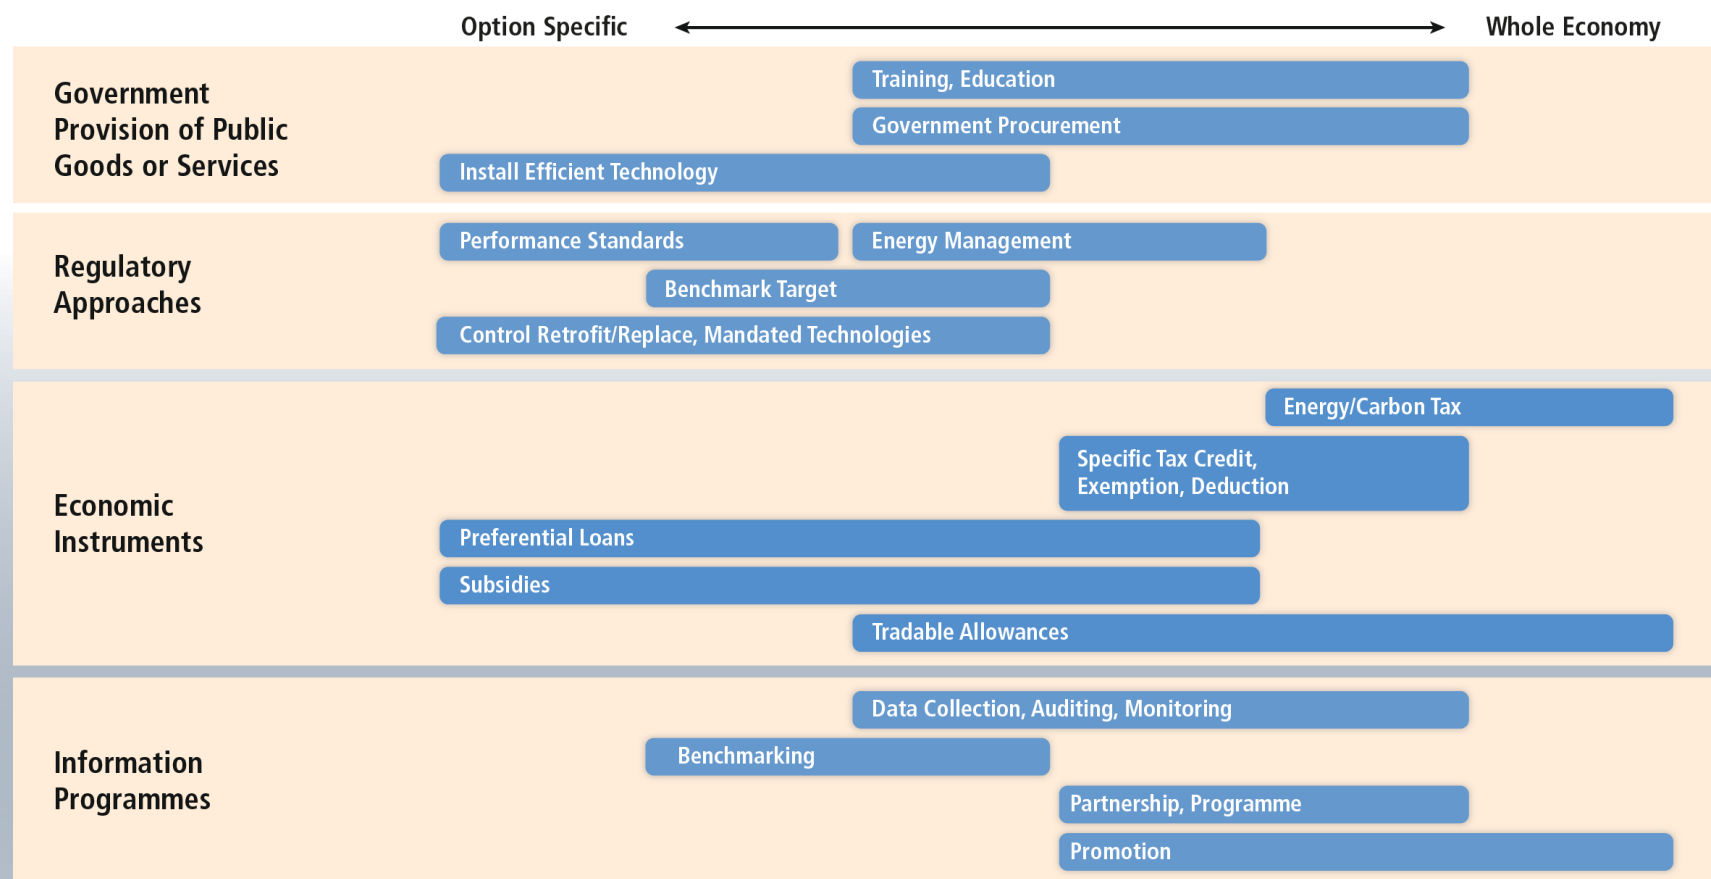 Option Specific
Whole Economy
Government
Provision of Public
Goods or Services
Training, Education
Government Procurement
Install Efficient Technology
Regulatory
Approaches
Performance Standards
Energy Management
Benchmark Target
Control Retrofit/Replace, Mandated Technologies
Economic
Instruments
Energy/Carbon Tax
Specific Tax Credit,
Exemption, Deduction
Preferential Loans
Subsidies
Tradable Allowances
Information
Programmes
Data Collection, Auditing, Monitoring
Benchmarking
Partnership, Programme
Promotion